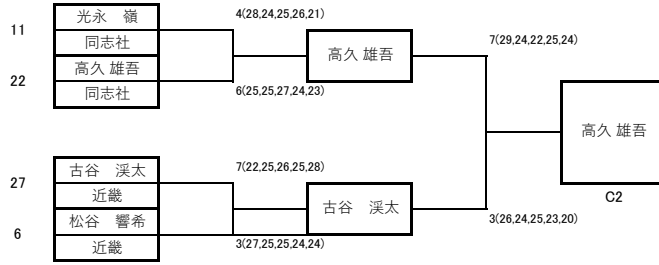 光永　嶺
4(28,24,25,26,21)
11
同志社
高久 雄吾
7(29,24,22,25,24)
高久 雄吾
22
同志社
6(25,25,27,24,23)
高久 雄吾
古谷　渓太
7(22,25,26,25,28)
27
近畿
C2
古谷　渓太
松谷　響希
3(26,24,25,23,20)
6
近畿
3(27,25,25,24,24)